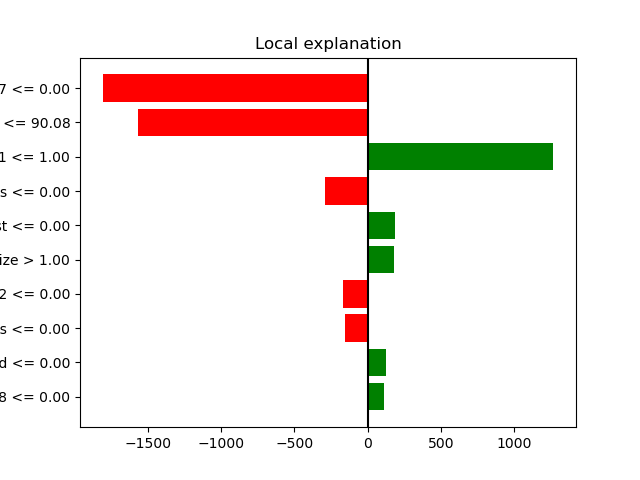 Local explanation
7 <= 0.00
<= 90.08
1 <= 1.00
s <= 0.00
st <= 0.00
ize > 1.00
2 <= 0.00
s <= 0.00
d <= 0.00
8 <= 0.00
−1500 −1000 −500 0 500 1000